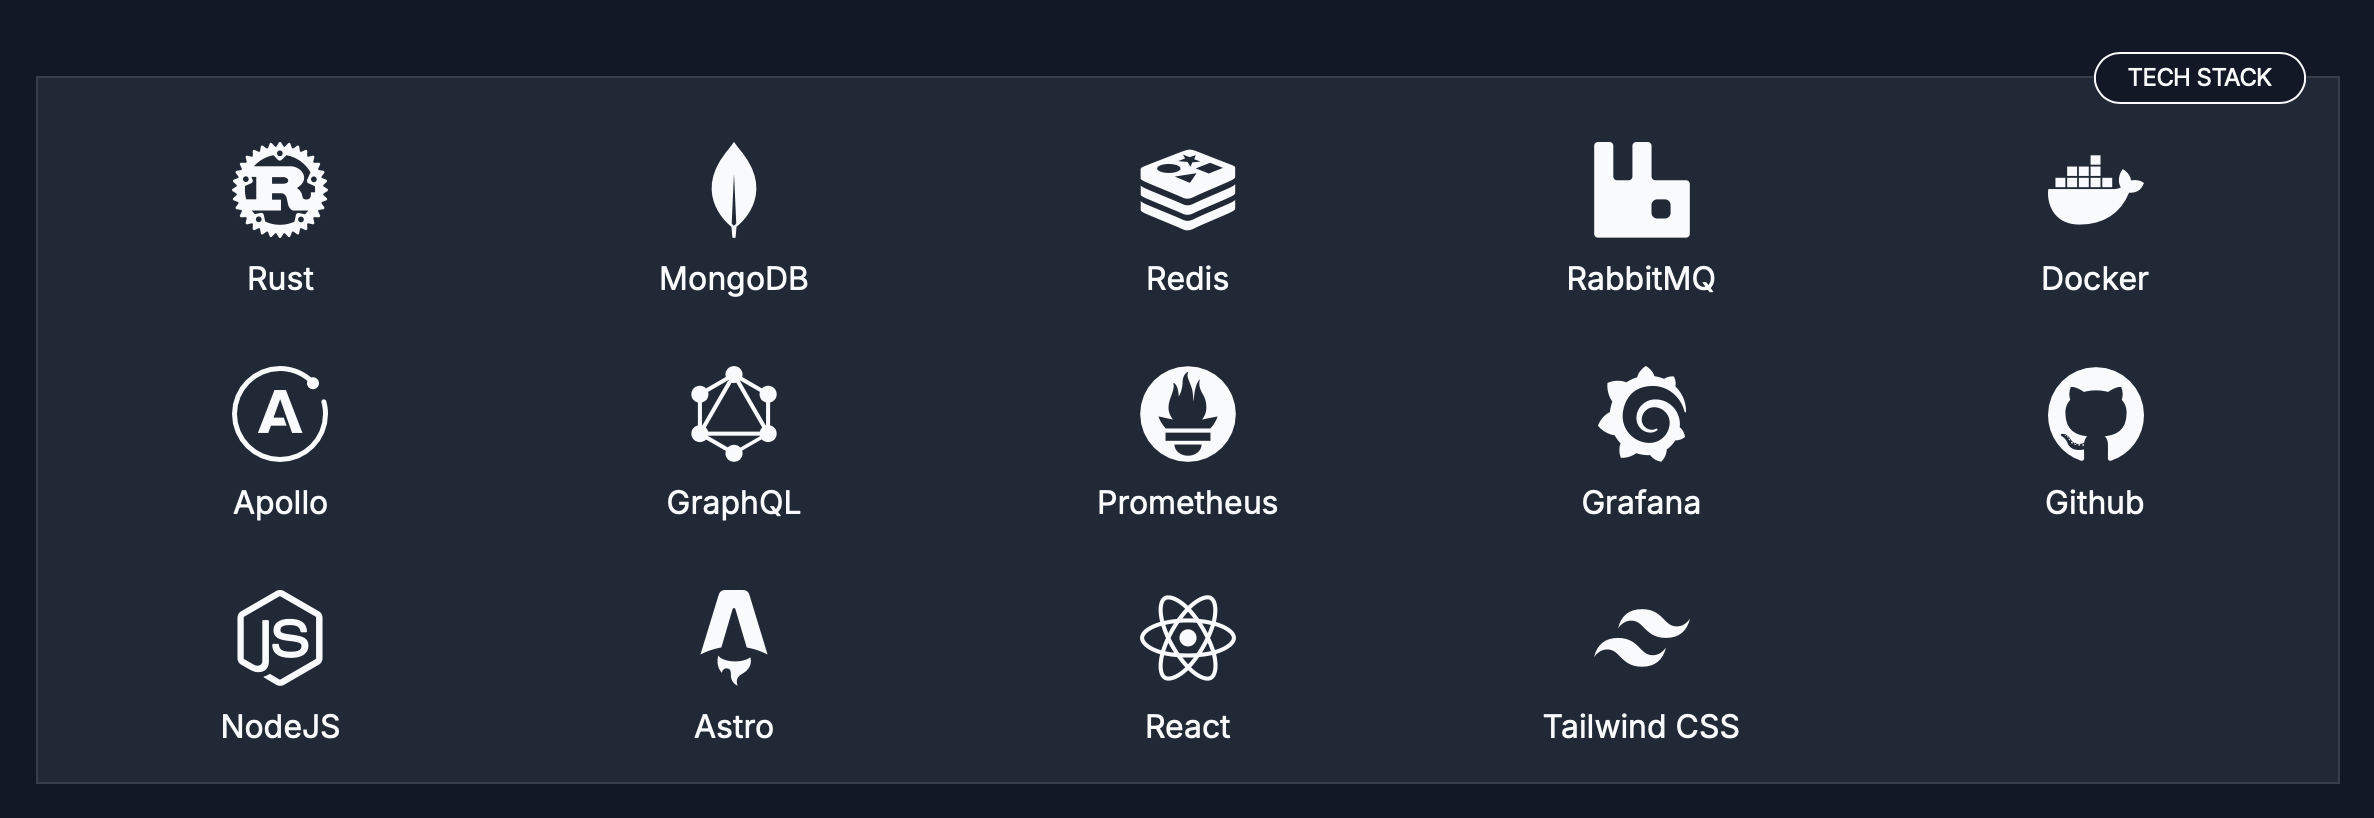 TECH STACK
Rust
MongoDB
Redis
RabbitMQ
Docker
Apollo
GraphQL
Prometheus
Grafana
Github
NodeJS
Astro
React
Tailwind CSS